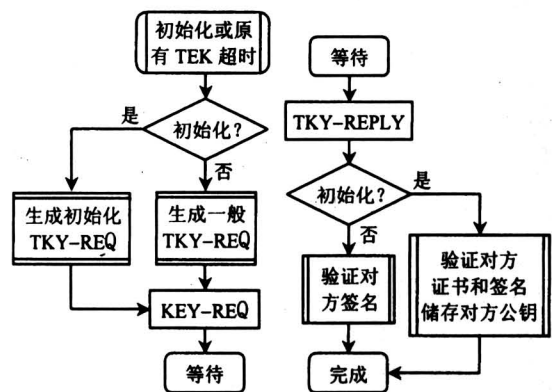 初始化或原
有 TEK 超时
是
初始化?
否
生成初始化
TKY-REQ
生成一般
TKY-REQ
KEY-REQ
等待
等待
TKY-REPLY
初始化?
是
否
验证对
方签名
验证对方
证书和签名
储存对方公钥
完成